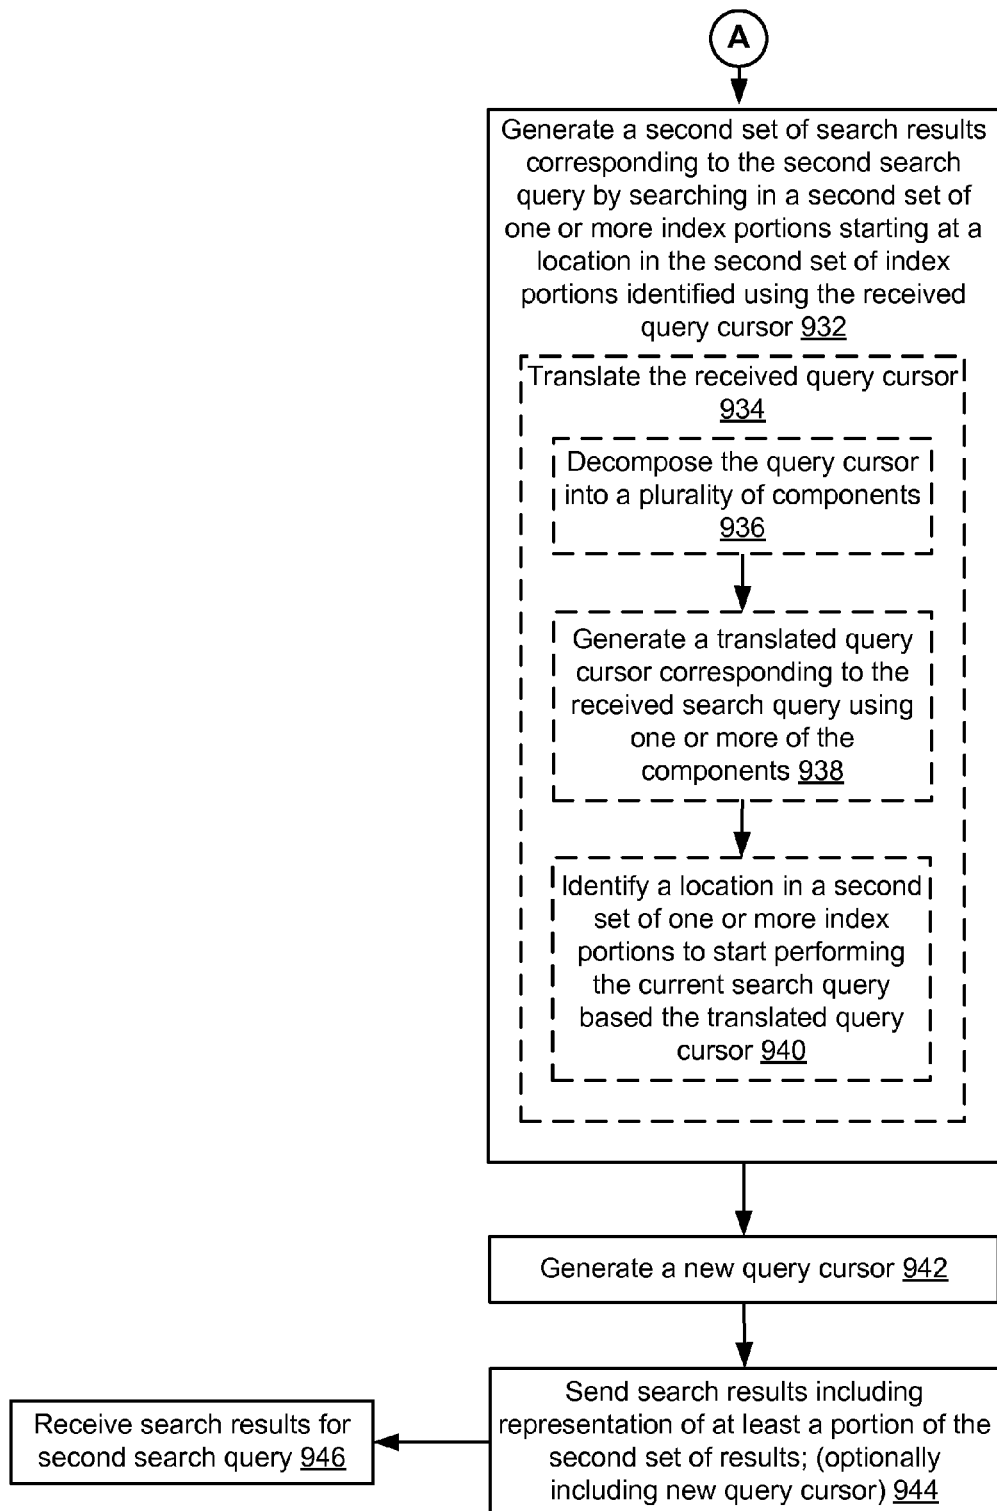 A
Generate a second set of search results
corresponding to the second search
query by searching in a second set of
one or more index portions starting at a
location in the second set of index
portions identified using the received
query cursor 932
Translate the received query cursor
934
Decompose the query cursor
into a plurality of components
936
Generate a translated query
cursor corresponding to the
received search query using
one or more of the
components 938
Identify a location in a second
set of one or more index
portions to start performing
the current search query
based the translated query
cursor 940
Generate a new query cursor 942
Send search results including
representation of at least a portion of the
second set of results; (optionally
including new query cursor) 944
Receive search results for
second search query 946